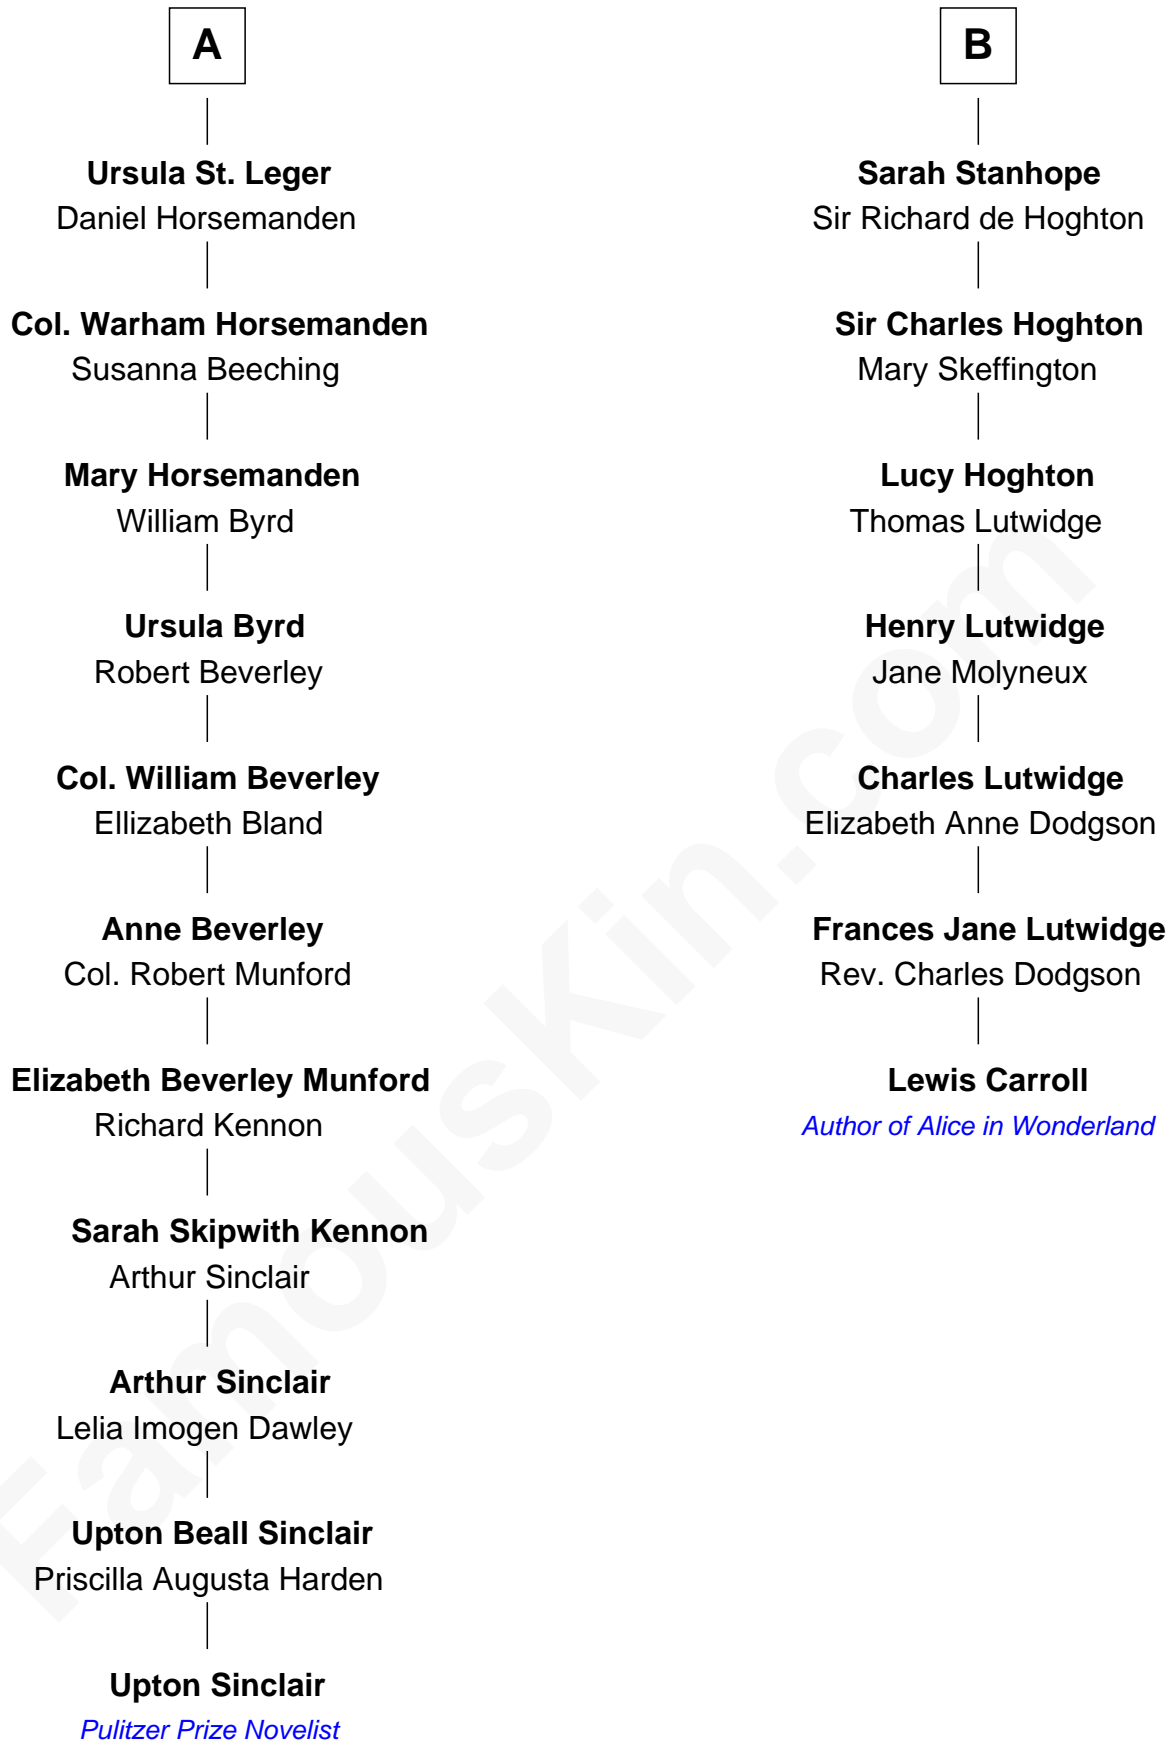 A
Ursula St. Leger
Daniel Horsemanden
Col. Warham Horsemanden
Susanna Beeching
Mary Horsemanden
William Byrd
Ursula Byrd
Robert Beverley
Col. William Beverley
Ellizabeth Bland
Anne Beverley
Col. Robert Munford
Elizabeth Beverley Munford
Richard Kennon
Sarah Skipwith Kennon
Arthur Sinclair
Arthur Sinclair
Lelia Imogen Dawley
Upton Beall Sinclair
Priscilla Augusta Harden
Upton Sinclair
Pulitzer Prize Novelist
B
Sarah Stanhope
Sir Richard de Hoghton
Sir Charles Hoghton
Mary Skeffington
Lucy Hoghton
Thomas Lutwidge
Henry Lutwidge
Jane Molyneux
Charles Lutwidge
Elizabeth Anne Dodgson
Frances Jane Lutwidge
Rev. Charles Dodgson
Lewis Carroll
Author of Alice in Wonderland
FamousKin.com